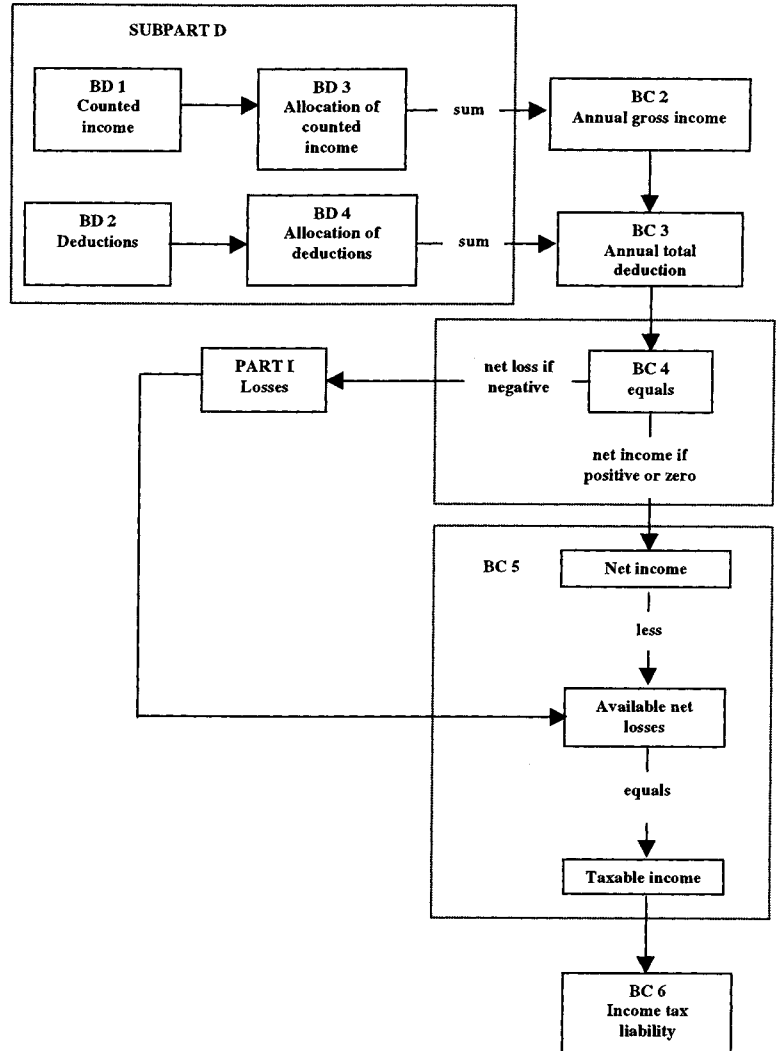 SUBPART D
BD 1
Counted
income
BD 3
Allocation of
counted
income
sum
BC 2
Annual gross income
BD 2
Deductions
BD 4
Allocation of
deductions
sum
BC 3
Annual total
deduction
PART I
Losses
net loss if
negative
BC 4
equals
net income if
positive or zero
BC 5
Net income
less
Available net
losses
equals
Taxable income
BC 6
Income tax
liability